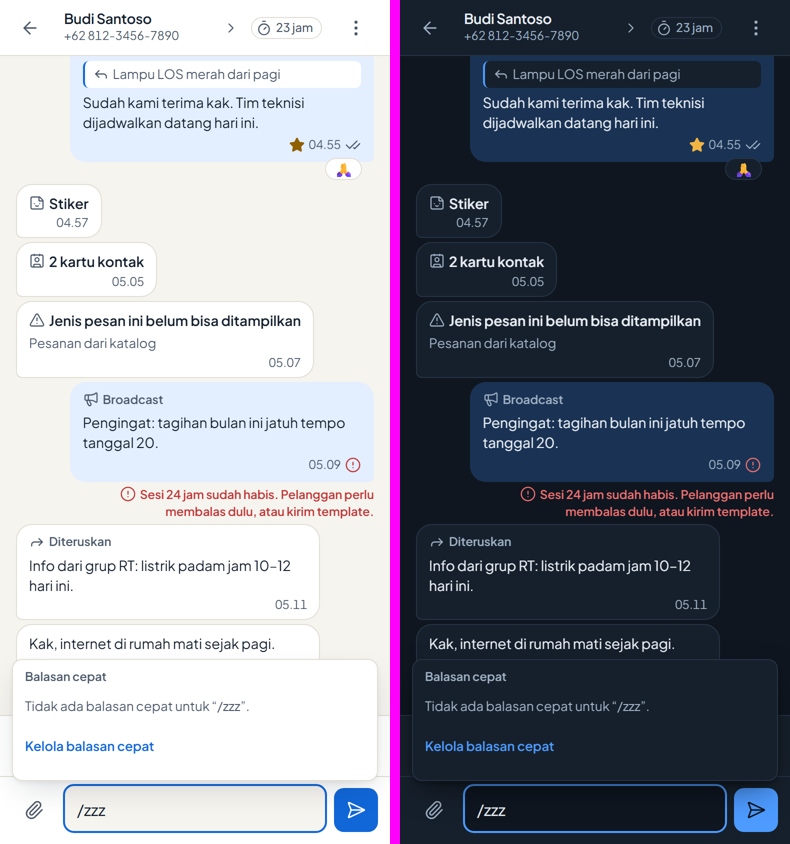 Budi Santoso
+62 812-3456-7890
23 jam
Lampu LOS merah dari pagi
Sudah kami terima kak. Tim teknisi
dijadwalkan datang hari ini.
04.55
Stiker
04.57
2 kartu kontak
05.05
Jenis pesan ini belum bisa ditampilkan
Pesanan dari katalog
05.07
Broadcast
Pengingat: tagihan bulan ini jatuh tempo
tanggal 20.
05.09
Sesi 24 jam sudah habis. Pelanggan perlu
membalas dulu, atau kirim template.
Diteruskan
Info dari grup RT: listrik padam jam 10–12
hari ini.
05.11
Kak, internet di rumah mati sejak pagi.
Balasan cepat
Tidak ada balasan cepat untuk “/zzz”.
Kelola balasan cepat
/zzz
Budi Santoso
+62 812-3456-7890
23 jam
Lampu LOS merah dari pagi
Sudah kami terima kak. Tim teknisi
dijadwalkan datang hari ini.
04.55
Stiker
04.57
2 kartu kontak
05.05
Jenis pesan ini belum bisa ditampilkan
Pesanan dari katalog
05.07
Broadcast
Pengingat: tagihan bulan ini jatuh tempo
tanggal 20.
05.09
Sesi 24 jam sudah habis. Pelanggan perlu
membalas dulu, atau kirim template.
Diteruskan
Info dari grup RT: listrik padam jam 10–12
hari ini.
05.11
Kak, internet di rumah mati sejak pagi.
Balasan cepat
Tidak ada balasan cepat untuk “/zzz”.
Kelola balasan cepat
/zzz